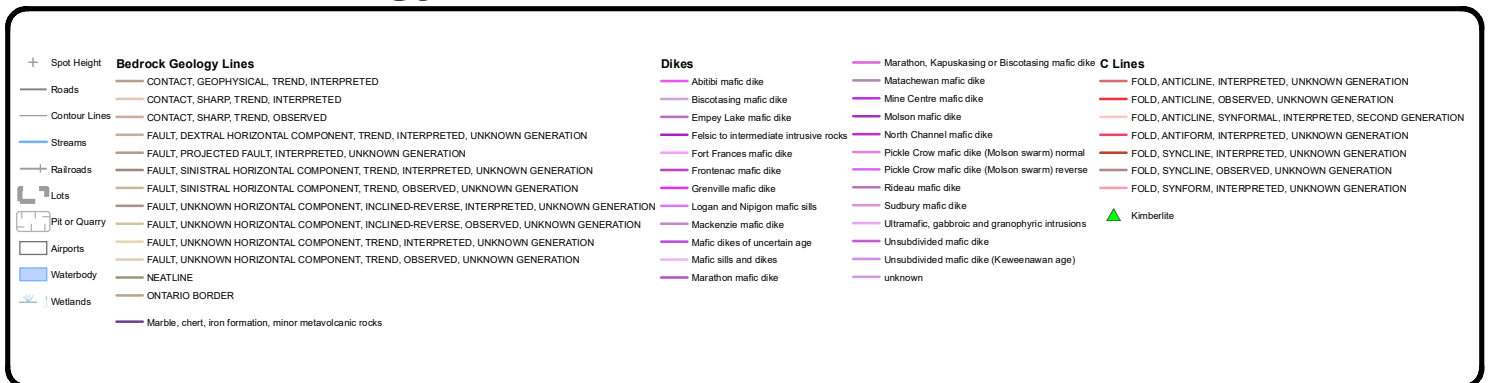 Spot Height
Roads
Contour Lines
Streams
Railroads
Lots
Pit or Quarry
Airports
Waterbody
Wetlands
Bedrock Geology Lines
CONTACT, GEOPHYSICAL, TREND, INTERPRETED
CONTACT, SHARP, TREND, INTERPRETED
CONTACT, SHARP, TREND, OBSERVED
FAULT, DEXTRAL HORIZONTAL COMPONENT, TREND, INTERPRETED, UNKNOWN GENERATION
FAULT, PROJECTED FAULT, INTERPRETED, UNKNOWN GENERATION
FAULT, SINISTRAL HORIZONTAL COMPONENT, TREND, INTERPRETED, UNKNOWN GENERATION
FAULT, SINISTRAL HORIZONTAL COMPONENT, TREND, OBSERVED, UNKNOWN GENERATION
FAULT, UNKNOWN HORIZONTAL COMPONENT, INCLINED-REVERSE, INTERPRETED, UNKNOWN GENERATION
FAULT, UNKNOWN HORIZONTAL COMPONENT, INCLINED-REVERSE, OBSERVED, UNKNOWN GENERATION
FAULT, UNKNOWN HORIZONTAL COMPONENT, TREND, INTERPRETED, UNKNOWN GENERATION
FAULT, UNKNOWN HORIZONTAL COMPONENT, TREND, OBSERVED, UNKNOWN GENERATION
NEATLINE
ONTARIO BORDER
Marble, chert, iron formation, minor metavolcanic rocks
Dikes
Abitibi mafic dike
Biscotasing mafic dike
Empey Lake mafic dike
Felsic to intermediate intrusive rocks
Fort Frances mafic dike
Frontenac mafic dike
Grenville mafic dike
Logan and Nipigon mafic sills
Mackenzie mafic dike
Mafic dikes of uncertain age
Mafic sills and dikes
Marathon mafic dike
Marathon, Kapuskasing or Biscotasing mafic dike
Matachewan mafic dike
Mine Centre mafic dike
Molson mafic dike
North Channel mafic dike
Pickle Crow mafic dike (Molson swarm) normal
Pickle Crow mafic dike (Molson swarm) reverse
Rideau mafic dike
Sudbury mafic dike
Ultramafic, gabbroic and granophyric intrusions
Unsubdivided mafic dike
Unsubdivided mafic dike (Keweenawan age)
unknown
C Lines
FOLD, ANTICLINE, INTERPRETED, UNKNOWN GENERATION
FOLD, ANTICLINE, OBSERVED, UNKNOWN GENERATION
FOLD, ANTICLINE, SYNFORMAL, INTERPRETED, SECOND GENERATION
FOLD, ANTIFORM, INTERPRETED, UNKNOWN GENERATION
FOLD, SYNCLINE, INTERPRETED, UNKNOWN GENERATION
FOLD, SYNCLINE, OBSERVED, UNKNOWN GENERATION
FOLD, SYNFORM, INTERPRETED, UNKNOWN GENERATION
Kimberlite